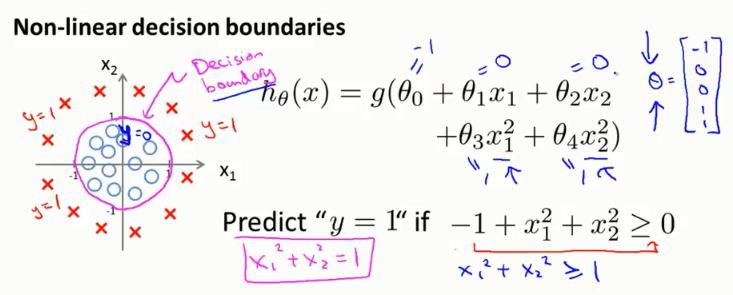 Non-linear decision boundaries
x₂
Decision
boundary
-1
= 0
= 0.
θ = [-1 0 0 1 1]
hθ(x) = g(θ₀ + θ₁x₁ + θ₂x₂
+θ₃x₁² + θ₄x₂²)
" 1
" 1
y=1
1
y=0
y=1
-1
1
x₁
y=1
-1
Predict “y = 1“ if -1 + x₁² + x₂² ≥ 0
x₁² + x₂² = 1
x₁² + x₂² ≥ 1